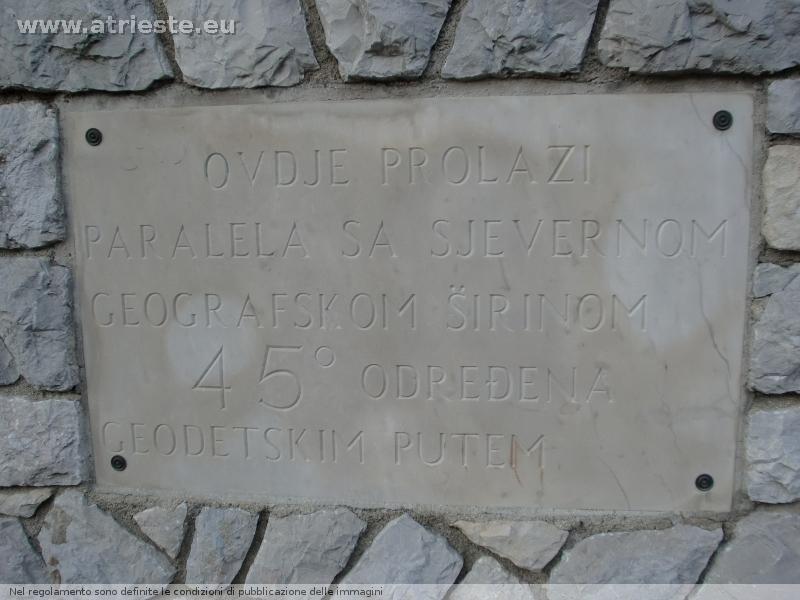 www.atrieste.eu
OVDJE PROLAZI
PARALELA SA SJEVERNOM
GEOGRAFSKOM ŠIRINOM
45° ODREĐENA
GEODETSKIM PUTEM
Nel regolamento sono definite le condizioni di pubblicazione delle immagini